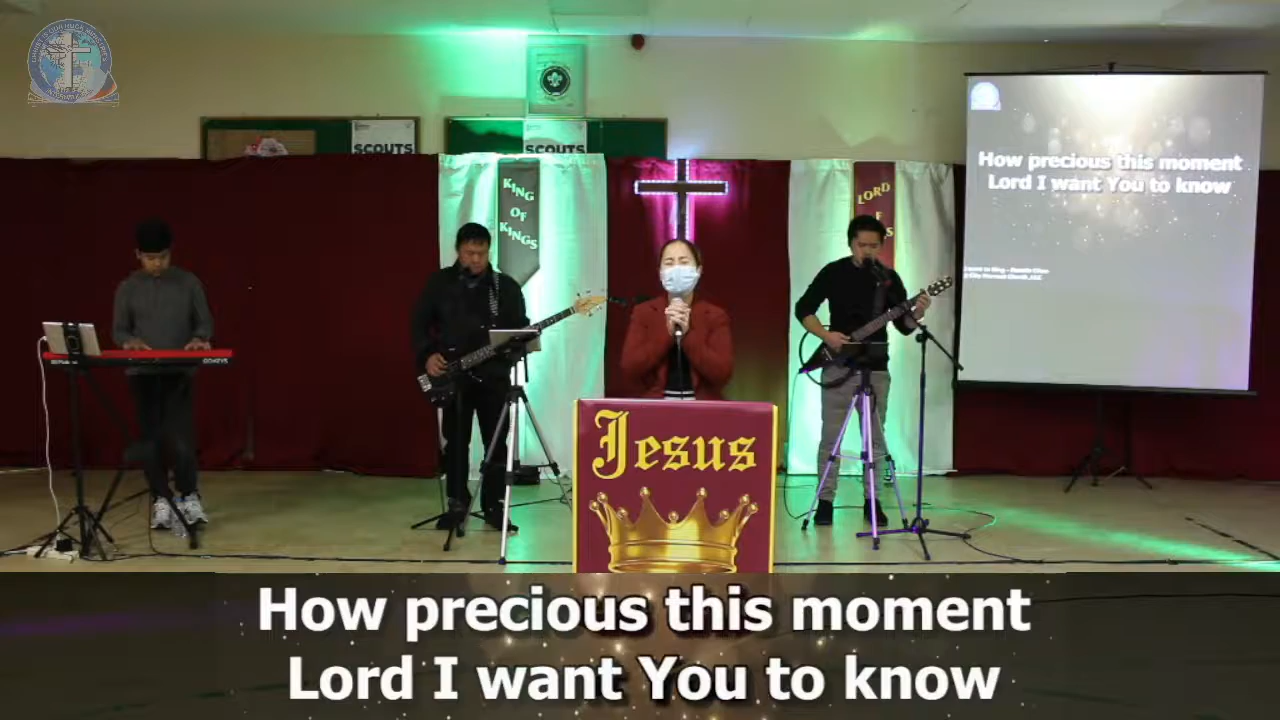 SCOUTS
SCOUTS
KING
OF
KINGS
LORD
How precious this moment
Lord I want You to know
Jesus
How precious this moment
Lord I want You to know